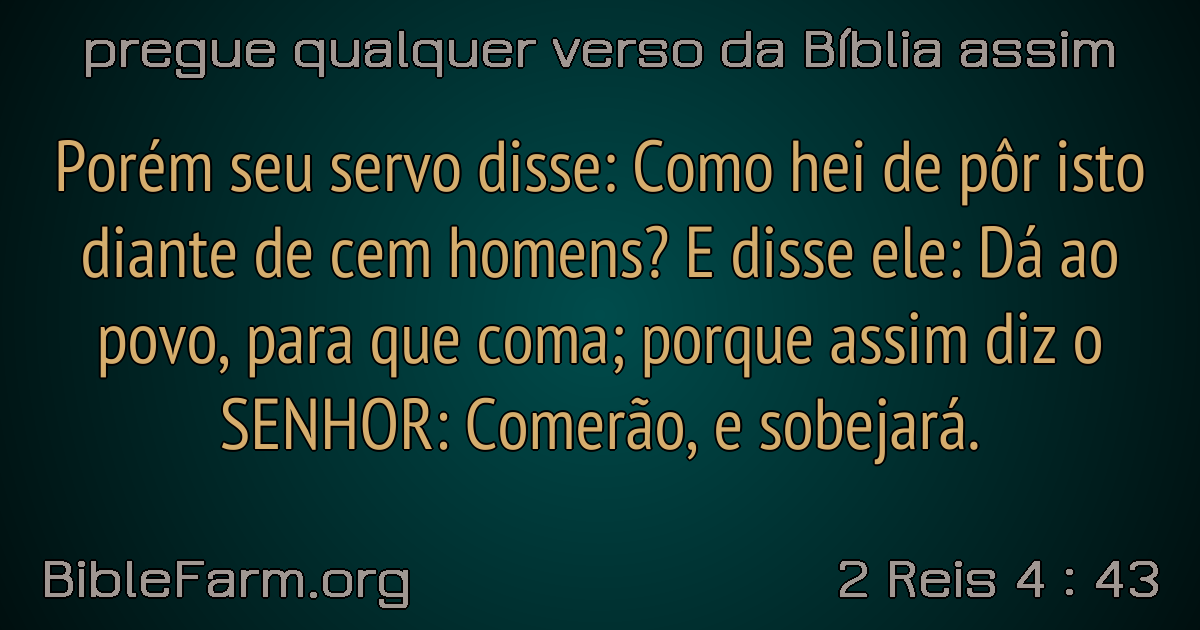 pregue qualquer verso da Bíblia assim
Porém seu servo disse: Como hei de pôr isto
diante de cem homens? E disse ele: Dá ao
povo, para que coma; porque assim diz o
SENHOR: Comerão, e sobejará.
BibleFarm.org
2 Reis 4 : 43